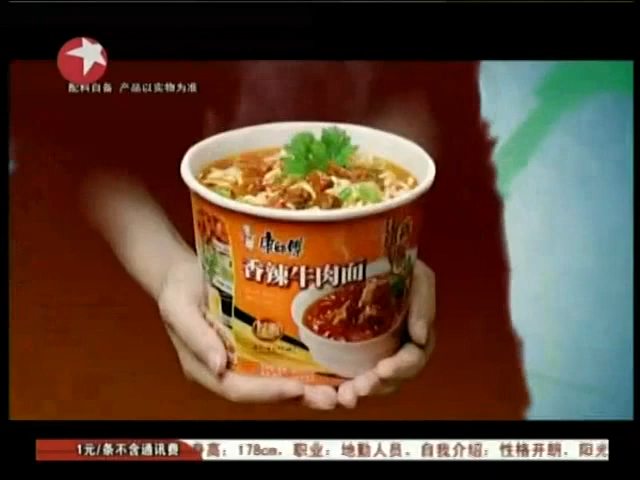 配料自备 产品以实物为准
康师傅
香辣牛肉面
1元/条不含通讯费
身高：178cm．职业：地勤人员．自我介绍：性格开朗．阳光